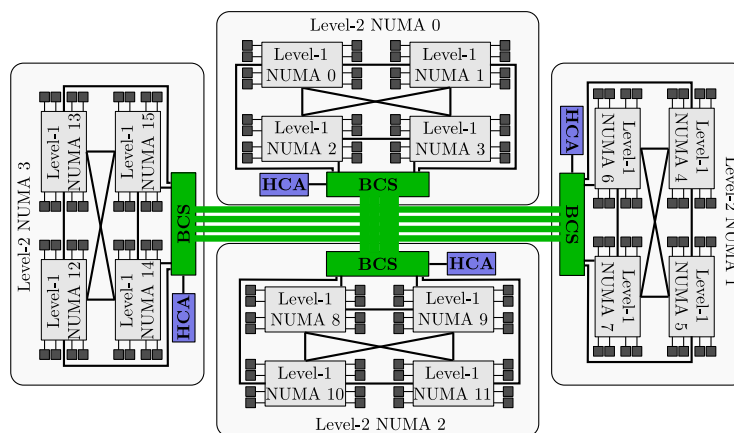 Level-2 NUMA 0
Level-1
NUMA 0
Level-1
NUMA 1
Level-1
NUMA 2
Level-1
NUMA 3
HCA
BCS
Level-2 NUMA 3
Level-1
NUMA 13
Level-1
NUMA 15
Level-1
NUMA 12
Level-1
NUMA 14
BCS
HCA
HCA
BCS
Level-1
NUMA 6
Level-1
NUMA 4
Level-1
NUMA 7
Level-1
NUMA 5
Level-2 NUMA 1
BCS
HCA
Level-1
NUMA 8
Level-1
NUMA 9
Level-1
NUMA 10
Level-1
NUMA 11
Level-2 NUMA 2